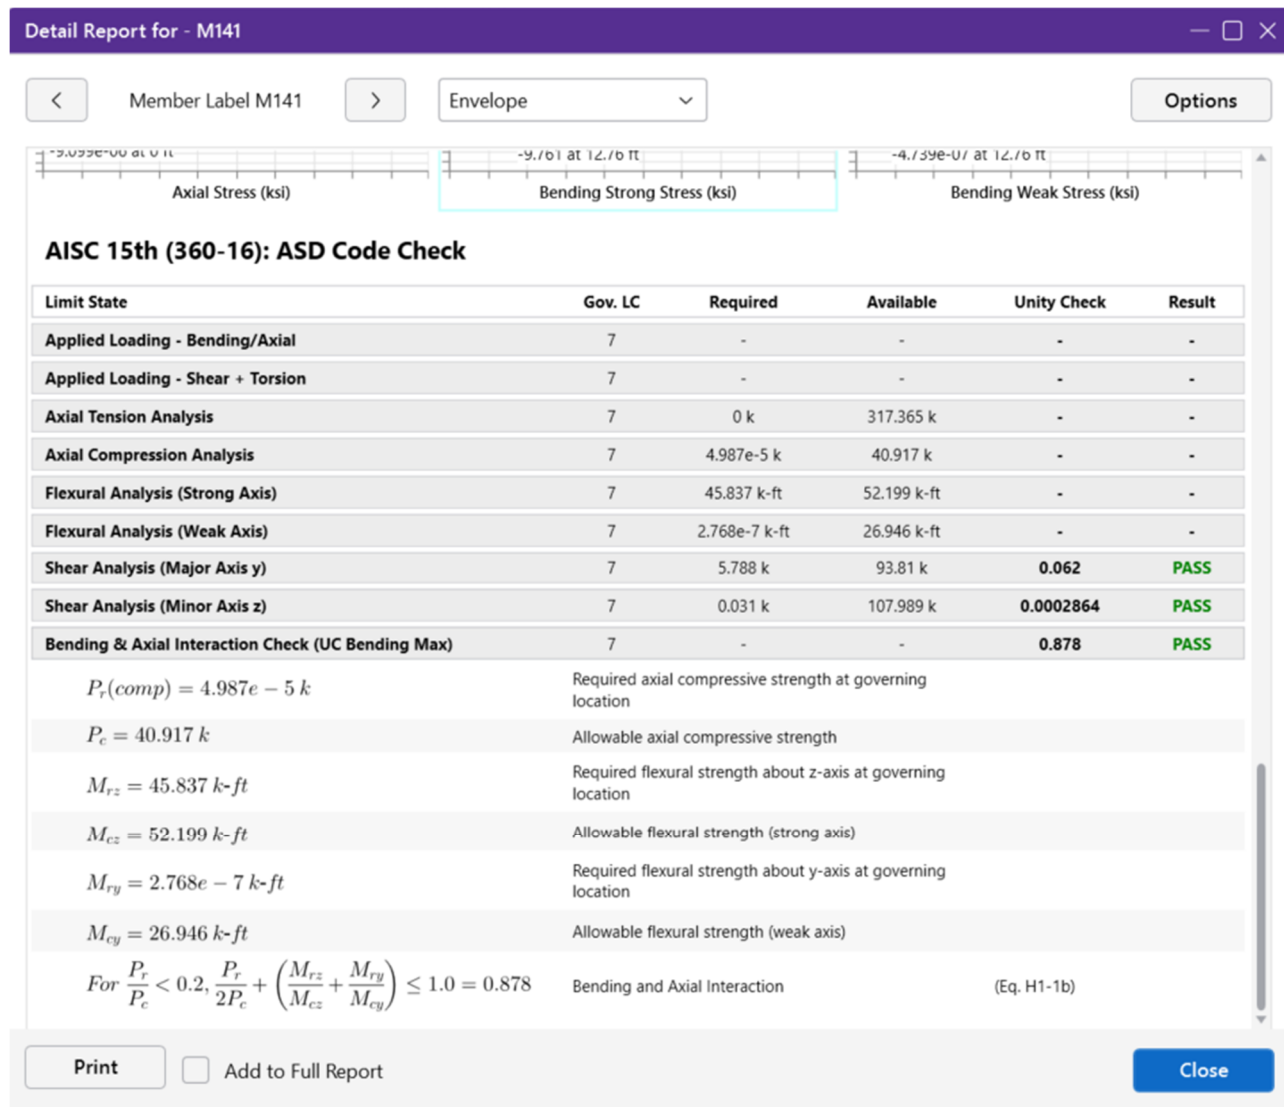 Detail Report for - M141
Member Label M141
Envelope
Options
-9.099e-06 at 0 ft
-9.761 at 12.76 ft
-4.739e-07 at 12.76 ft
Axial Stress (ksi)
Bending Strong Stress (ksi)
Bending Weak Stress (ksi)
AISC 15th (360-16): ASD Code Check
Limit State Gov. LC Required Available Unity Check Result
Applied Loading - Bending/Axial 7 - - - -
Applied Loading - Shear + Torsion 7 - - - -
Axial Tension Analysis 7 0 k 317.365 k - -
Axial Compression Analysis 7 4.987e-5 k 40.917 k - -
Flexural Analysis (Strong Axis) 7 45.837 k-ft 52.199 k-ft - -
Flexural Analysis (Weak Axis) 7 2.768e-7 k-ft 26.946 k-ft - -
Shear Analysis (Major Axis y) 7 5.788 k 93.81 k 0.062 PASS
Shear Analysis (Minor Axis z) 7 0.031 k 107.989 k 0.0002864 PASS
Bending & Axial Interaction Check (UC Bending Max) 7 - - 0.878 PASS
P_r(comp) = 4.987e − 5 k
Required axial compressive strength at governing
location
P_c = 40.917 k
Allowable axial compressive strength
M_rz = 45.837 k-ft
Required flexural strength about z-axis at governing
location
M_cz = 52.199 k-ft
Allowable flexural strength (strong axis)
M_ry = 2.768e − 7 k-ft
Required flexural strength about y-axis at governing
location
M_cy = 26.946 k-ft
Allowable flexural strength (weak axis)
For P_r/P_c < 0.2, P_r/2P_c + (M_rz/M_cz + M_ry/M_cy) ≤ 1.0 = 0.878
Bending and Axial Interaction
(Eq. H1-1b)
Print
Add to Full Report
Close